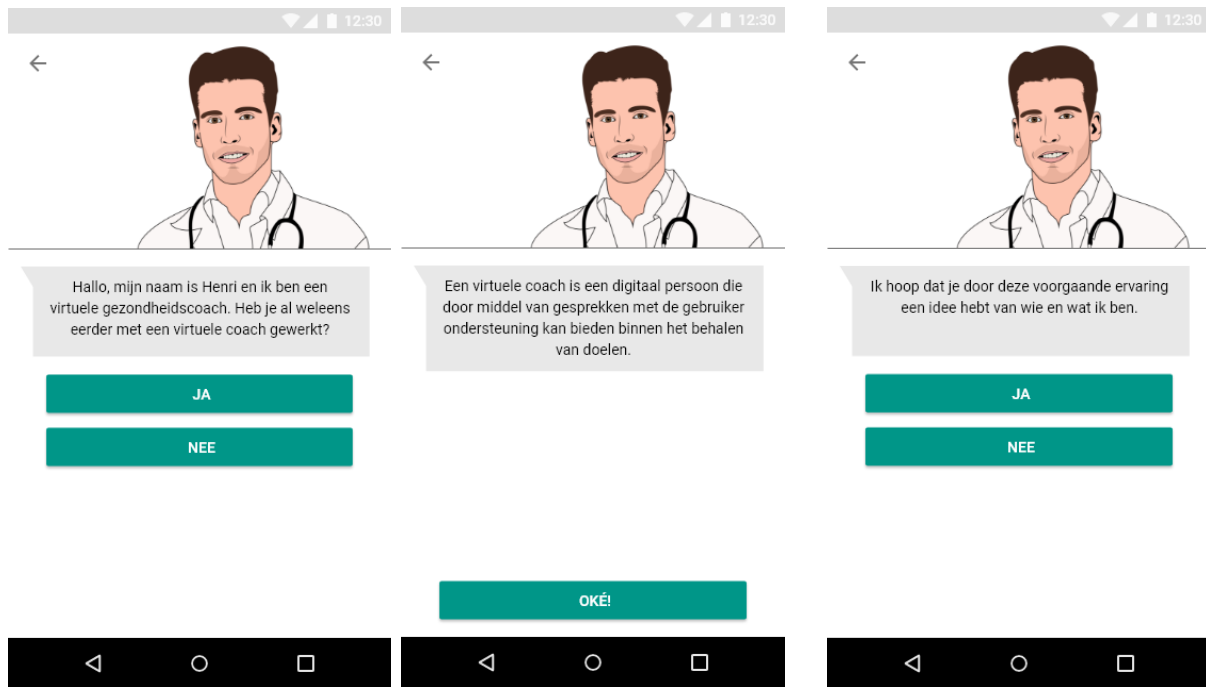 12:30
Hallo, mijn naam is Henri en ik ben een
virtuele gezondheidscoach. Heb je al weleens
eerder met een virtuele coach gewerkt?
JA
NEE
12:30
Een virtuele coach is een digitaal persoon die
door middel van gesprekken met de gebruiker
ondersteuning kan bieden binnen het behalen
van doelen.
OKÉ!
12:30
Ik hoop dat je door deze voorgaande ervaring
een idee hebt van wie en wat ik ben.
JA
NEE